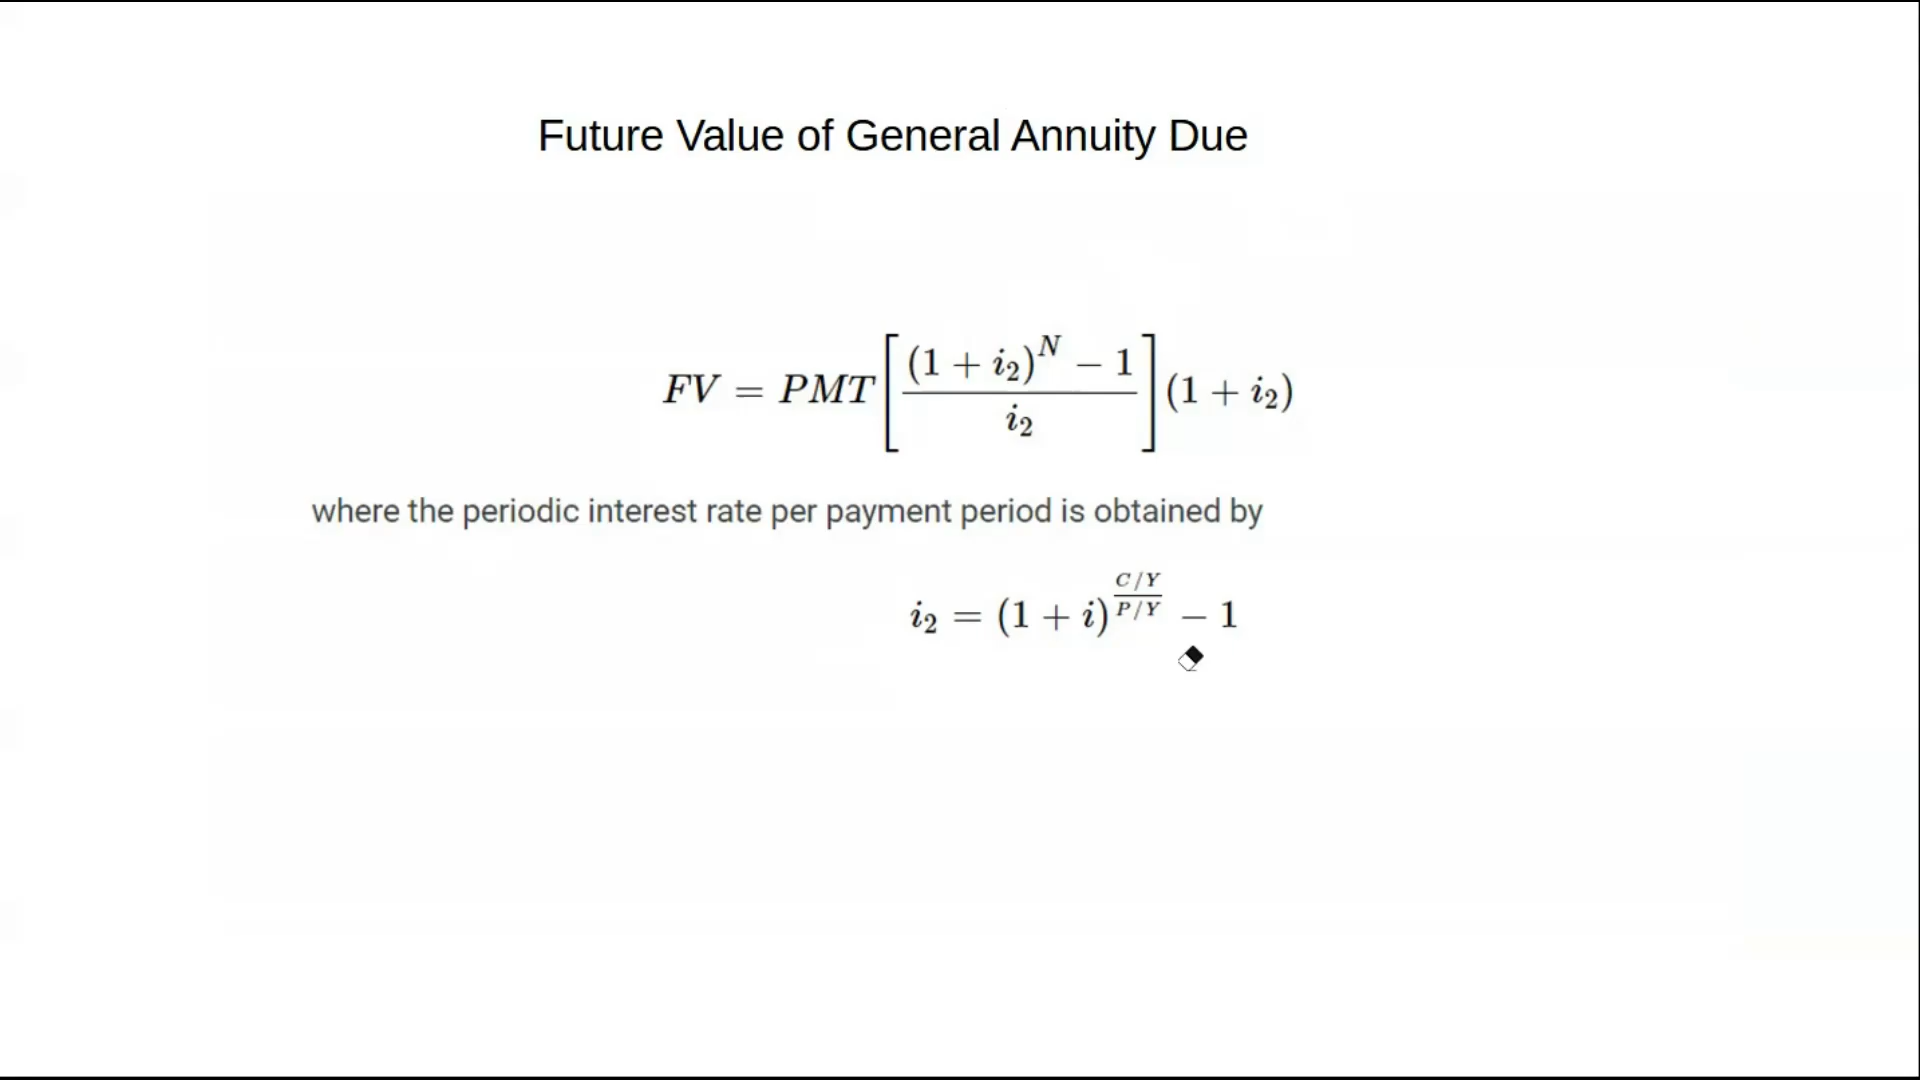 Future Value of General Annuity Due
FV = PMT[((1 + i₂)ᴺ − 1)/i₂](1 + i₂)
where the periodic interest rate per payment period is obtained by
i₂ = (1 + i)^((C/Y)/(P/Y)) − 1